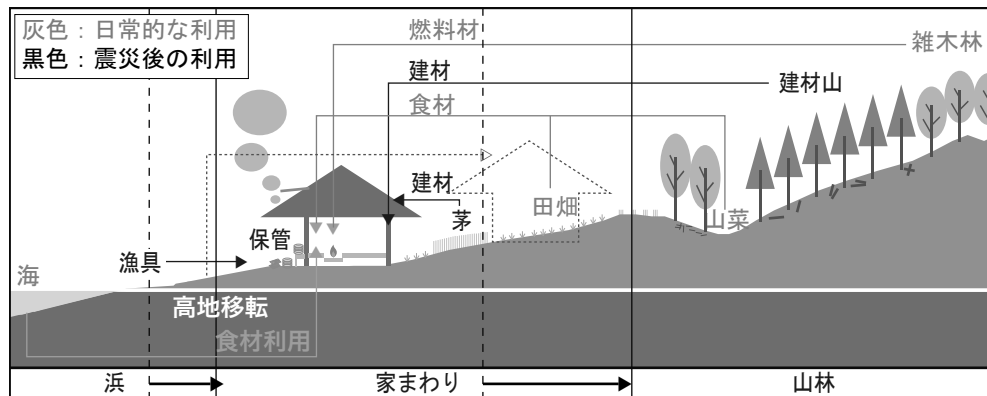 灰色：日常的な利用
黒色：震災後の利用
燃料材
雑木林
建材
建材山
食材
建材
茅
田畑
山菜
保管
漁具
海
高地移転
食材利用
浜
家まわり
山林